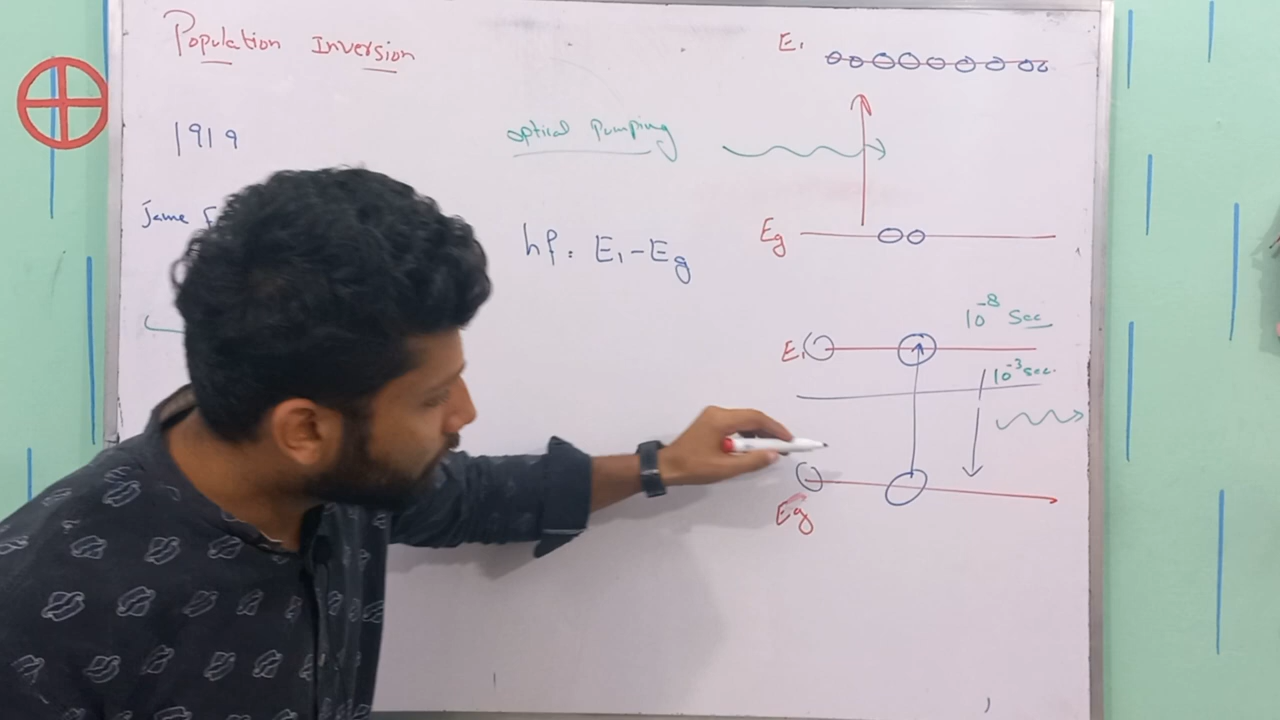 Population Inversion
1919
Jame
optical Pumping
hf = E₁-Eg
E₁
Eg
10⁻⁸ Sec
E₁
10⁻³ sec.
Eg